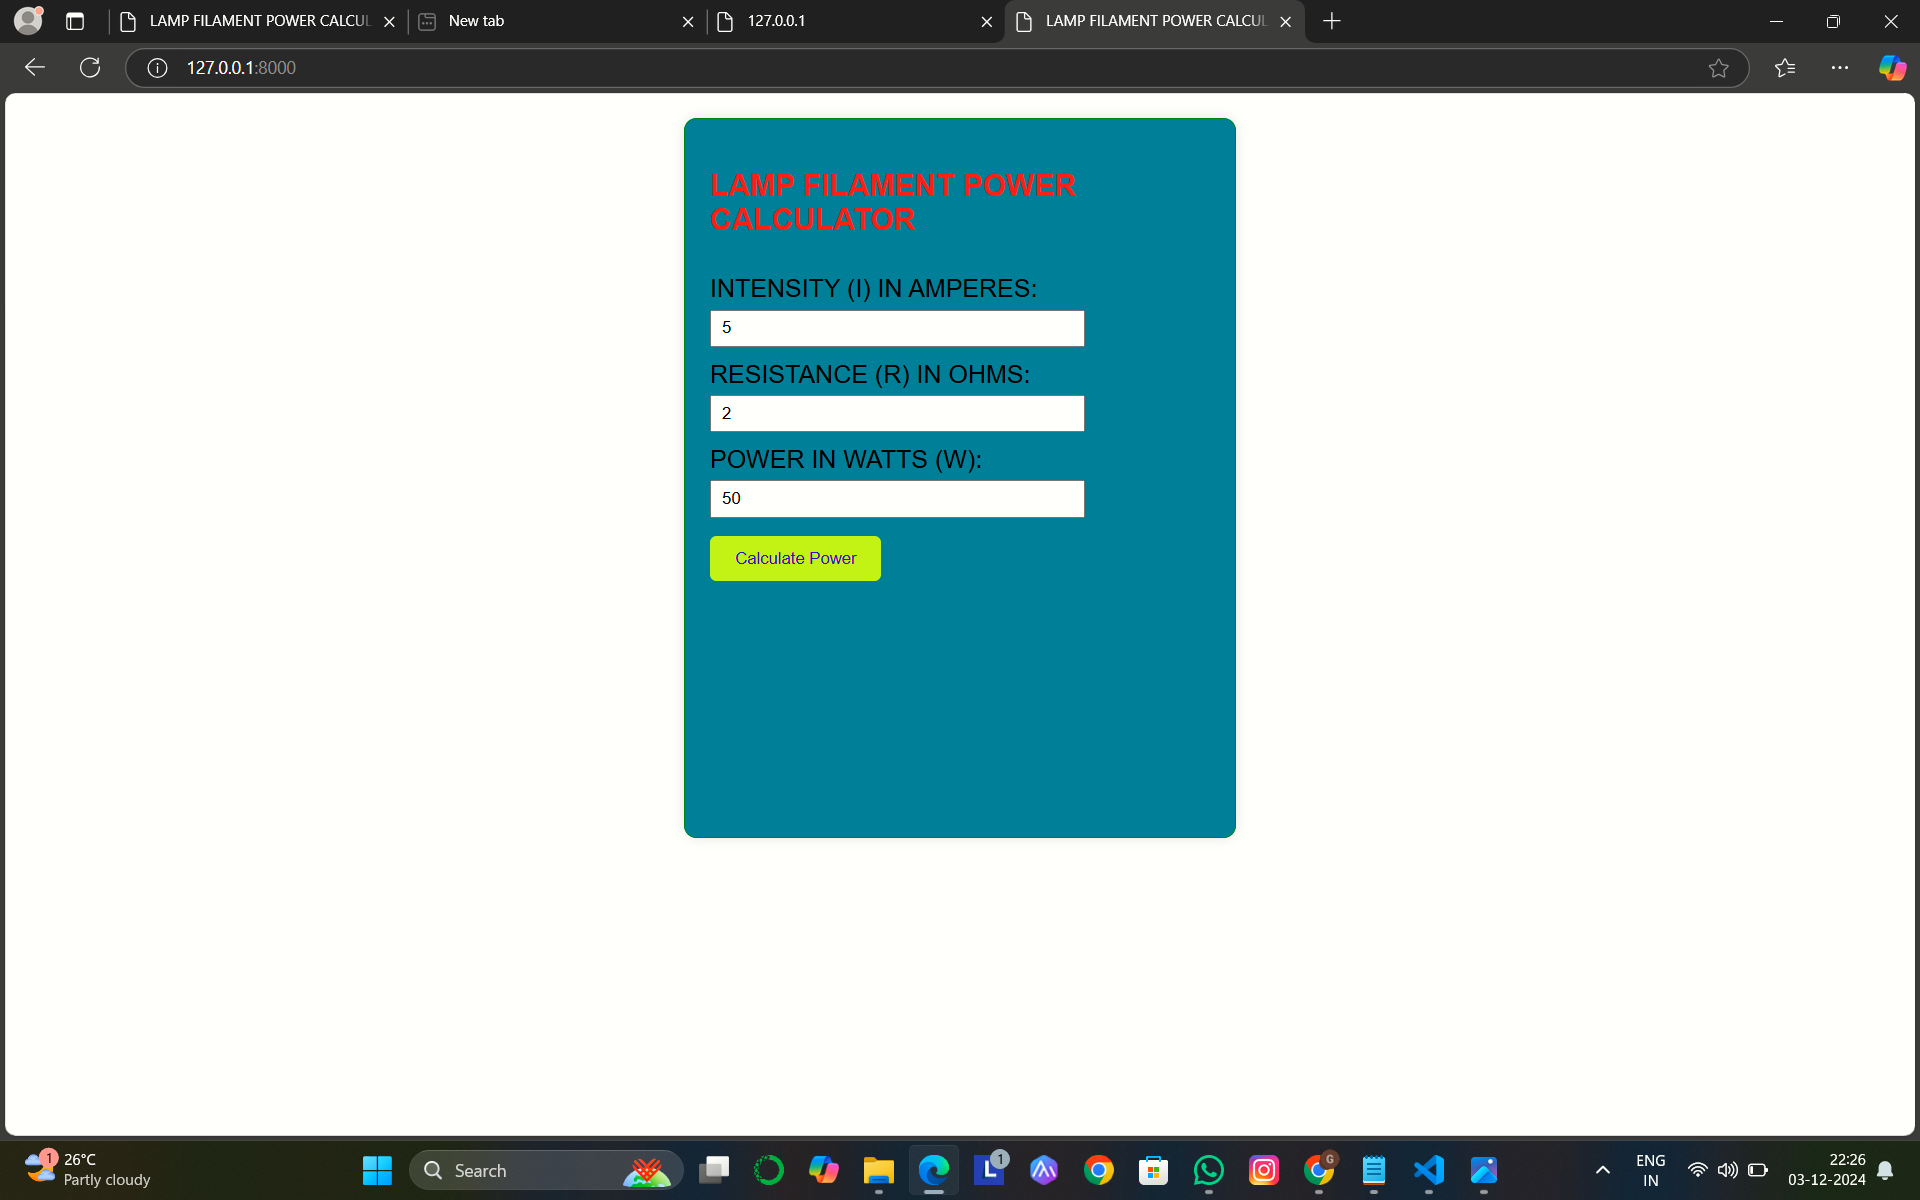 LAMP FILAMENT POWER CALCUL
New tab
127.0.0.1
LAMP FILAMENT POWER CALCUL
127.0.0.1:8000
LAMP FILAMENT POWER
CALCULATOR
INTENSITY (I) IN AMPERES:
5
RESISTANCE (R) IN OHMS:
2
POWER IN WATTS (W):
50
Calculate Power
1
26°C
Partly cloudy
Search
L
1
G
ENG
IN
22:26
03-12-2024